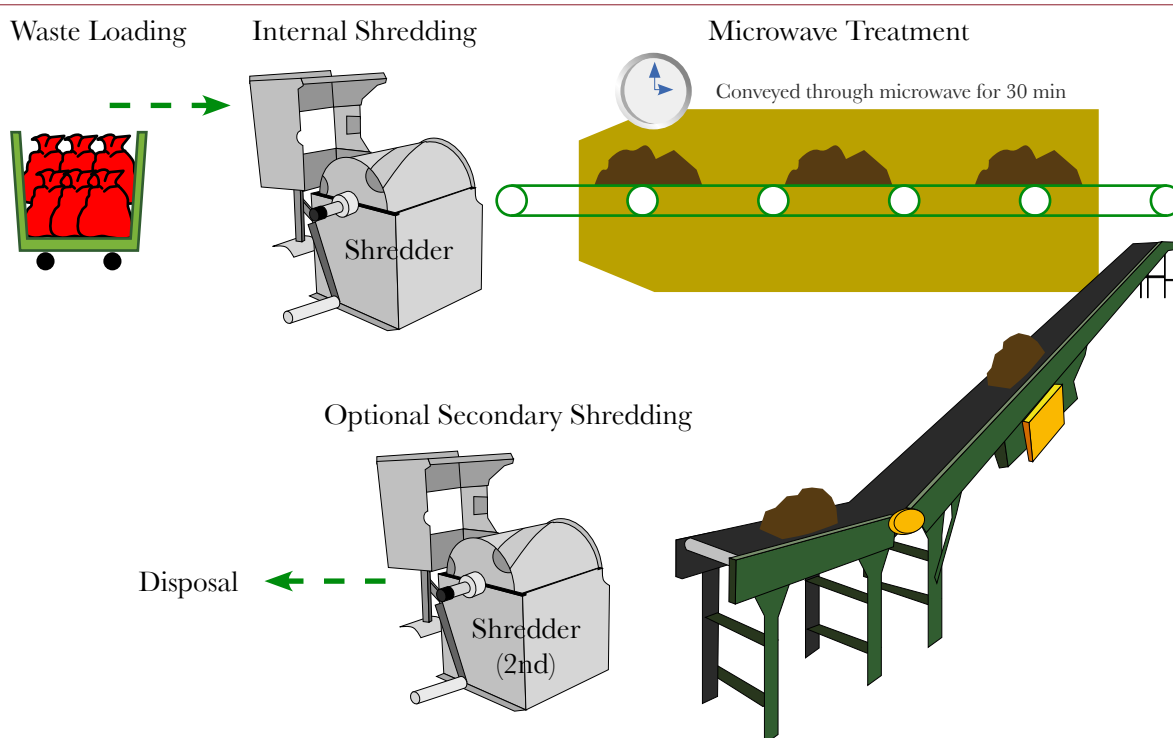 Waste Loading
Internal Shredding
Microwave Treatment
Conveyed through microwave for 30 min
Shredder
Optional Secondary Shredding
Disposal
Shredder
(2nd)